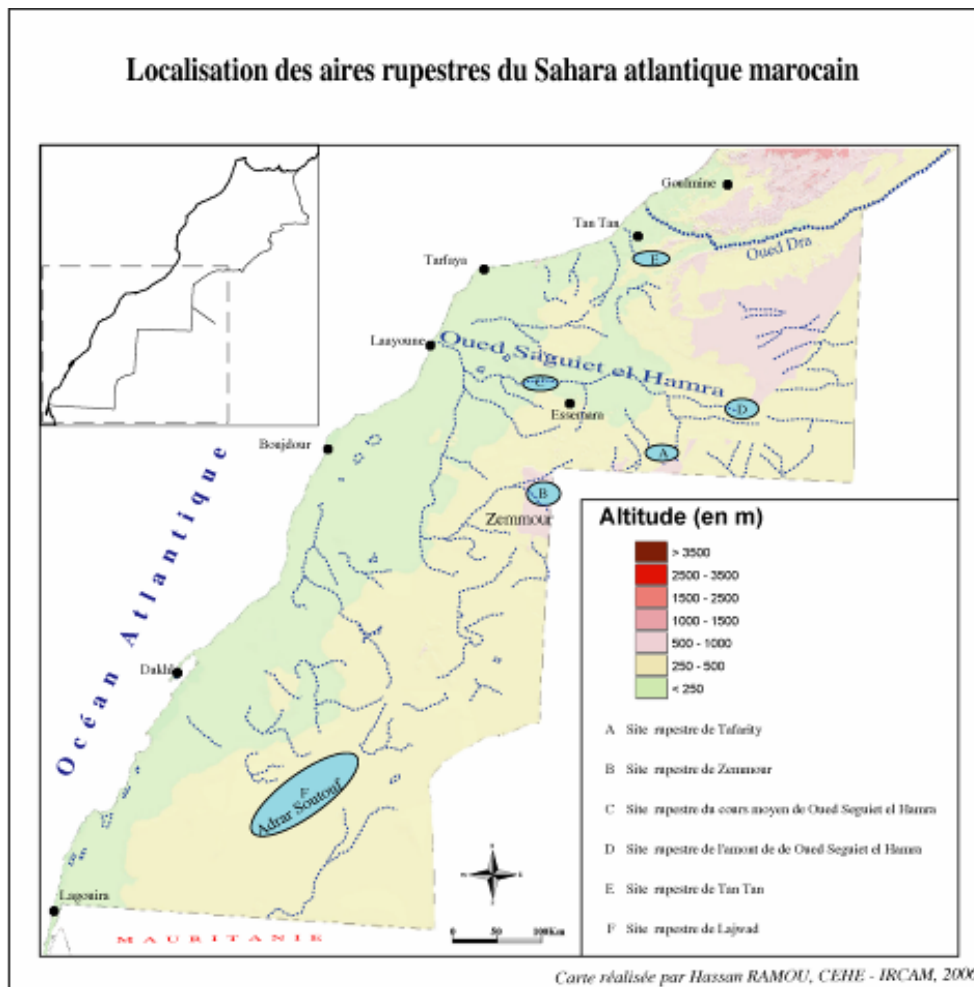 Localisation des aires rupestres du Sahara atlantique marocain
Goulmine
Tan Tan
E
Oued Dra
Tarfaya
Laayoune
Oued Saguiet el Hamra
C
D
Essemara
Boujdour
A
B
Zemmour
Océan Atlantique
Dakhla
F
Adrar Soutouf
Lagouira
MAURITANIE
N
W
E
S
0 50 100 Km
Altitude (en m)
> 3500
2500 - 3500
1500 - 2500
1000 - 1500
500 - 1000
250 - 500
< 250
A Site rupestre de Tafarity
B Site rupestre de Zemmour
C Site rupestre du cours moyen de Oued Seguiet el Hamra
D Site rupestre de l'amont de de Oued Seguiet el Hamra
E Site rupestre de Tan Tan
F Site rupestre de Lajwad
Carte réalisée par Hassan RAMOU, CEHE - IRCAM, 2006